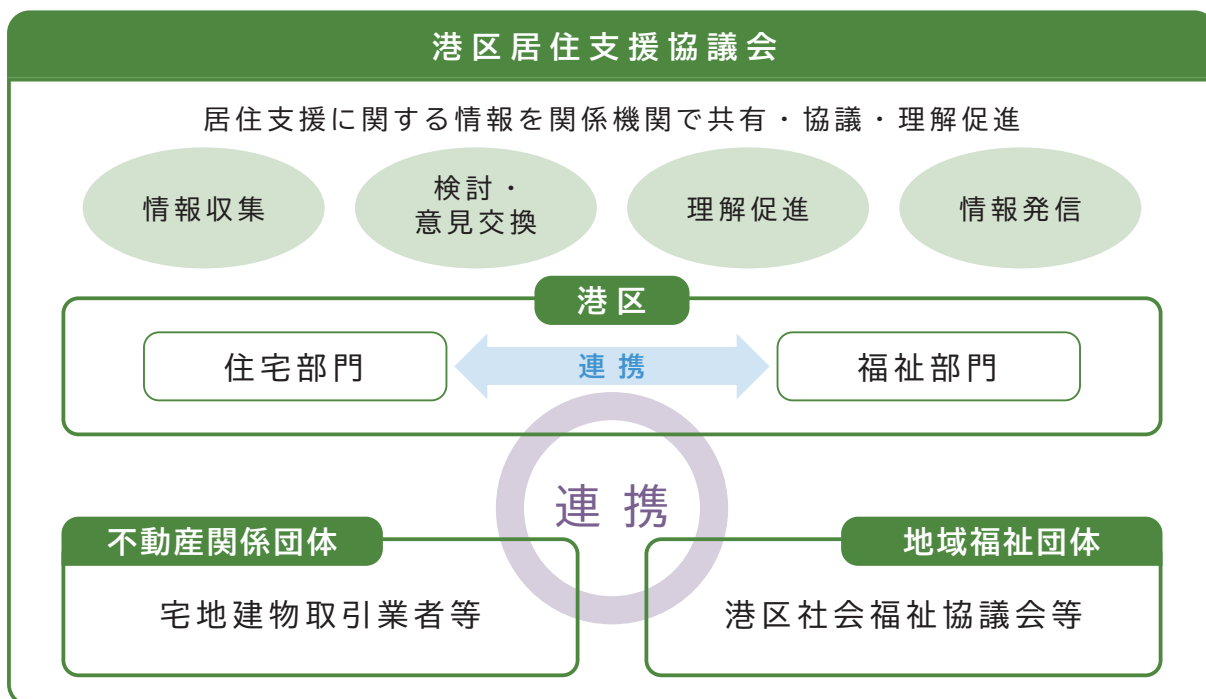 港区居住支援協議会
居住支援に関する情報を関係機関で共有・協議・理解促進
情報収集
検討・
意見交換
理解促進
情報発信
港区
住宅部門
連携
福祉部門
連携
不動産関係団体
宅地建物取引業者等
地域福祉団体
港区社会福祉協議会等